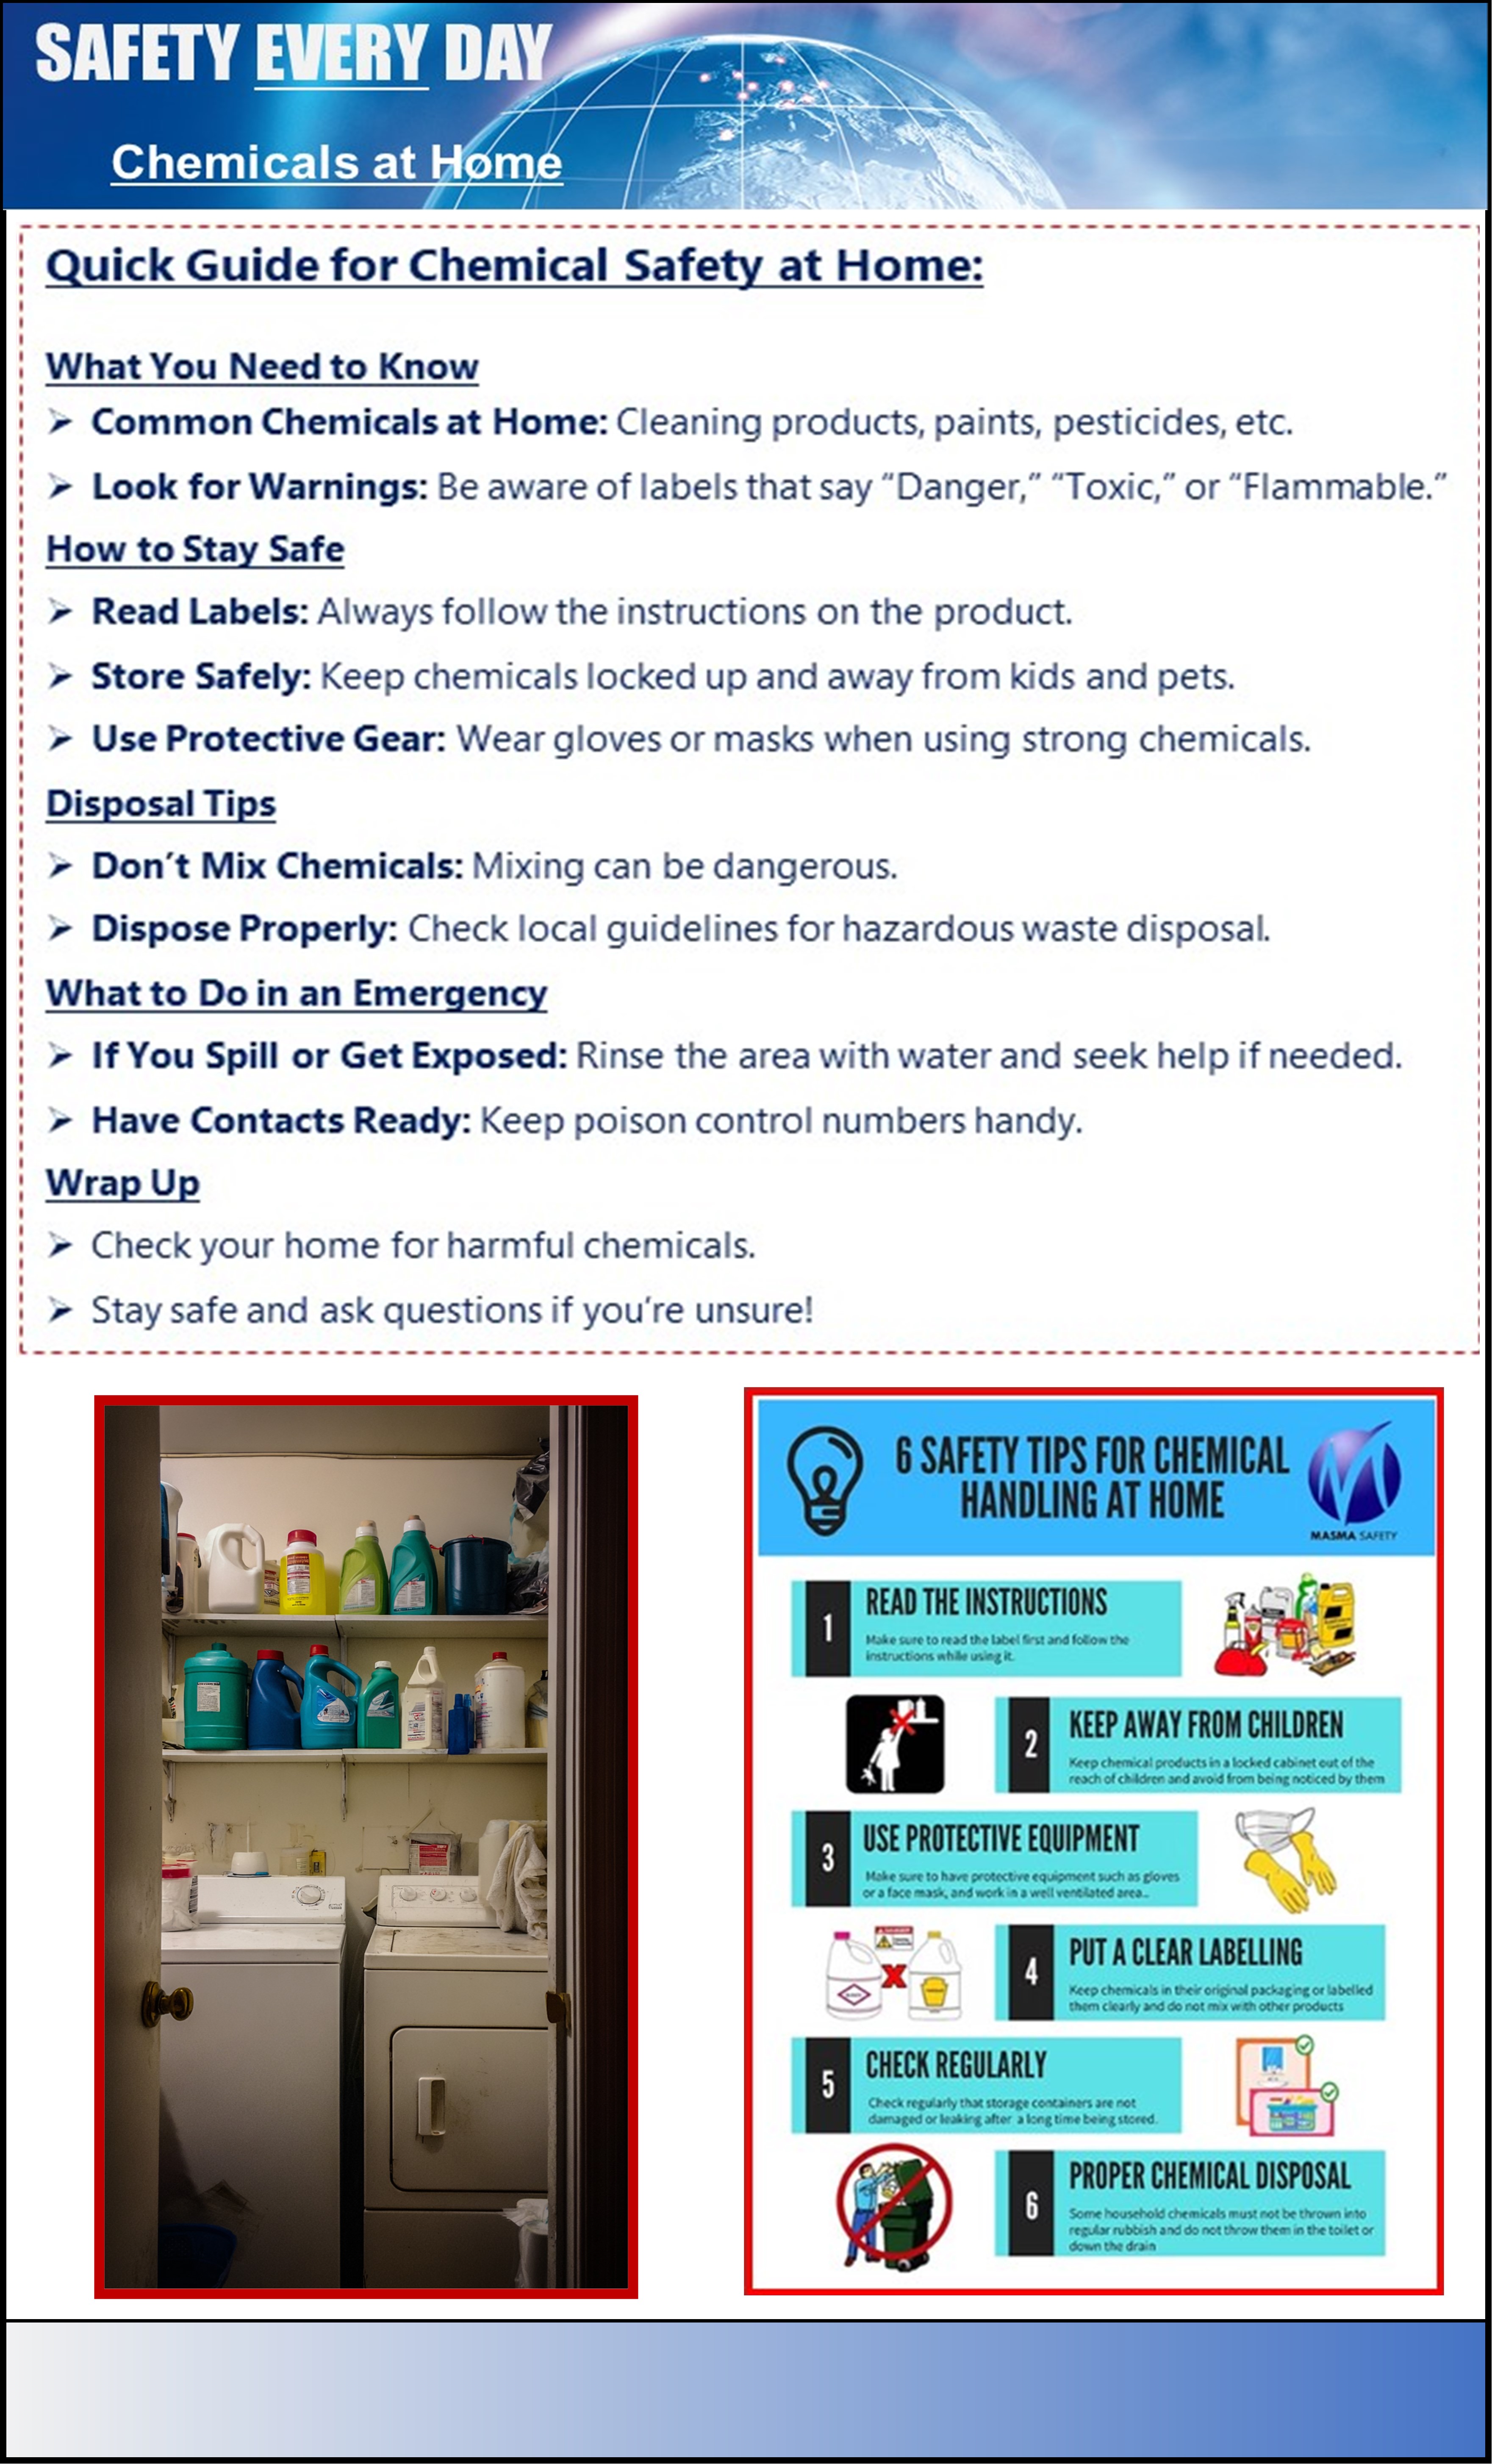 SAFETY EVERY DAY
Chemicals at Home
Quick Guide for Chemical Safety at Home:
What You Need to Know
➢ Common Chemicals at Home: Cleaning products, paints, pesticides, etc.
➢ Look for Warnings: Be aware of labels that say “Danger,” “Toxic,” or “Flammable.”
How to Stay Safe
➢ Read Labels: Always follow the instructions on the product.
➢ Store Safely: Keep chemicals locked up and away from kids and pets.
➢ Use Protective Gear: Wear gloves or masks when using strong chemicals.
Disposal Tips
➢ Don’t Mix Chemicals: Mixing can be dangerous.
➢ Dispose Properly: Check local guidelines for hazardous waste disposal.
What to Do in an Emergency
➢ If You Spill or Get Exposed: Rinse the area with water and seek help if needed.
➢ Have Contacts Ready: Keep poison control numbers handy.
Wrap Up
➢ Check your home for harmful chemicals.
➢ Stay safe and ask questions if you’re unsure!
6 SAFETY TIPS FOR CHEMICAL
HANDLING AT HOME
MASMA SAFETY
1
READ THE INSTRUCTIONS
Make sure to read the label first and follow the
instructions while using it.
2
KEEP AWAY FROM CHILDREN
Keep chemical products in a locked cabinet out of the
reach of children and avoid from being noticed by them
3
USE PROTECTIVE EQUIPMENT
Make sure to have protective equipment such as gloves
or a face mask, and work in a well ventilated area..
4
PUT A CLEAR LABELLING
Keep chemicals in their original packaging or labelled
them clearly and do not mix with other products
5
CHECK REGULARLY
Check regularly that storage containers are not
damaged or leaking after a long time being stored.
6
PROPER CHEMICAL DISPOSAL
Some household chemicals must not be thrown into
regular rubbish and do not throw them in the toilet or
down the drain